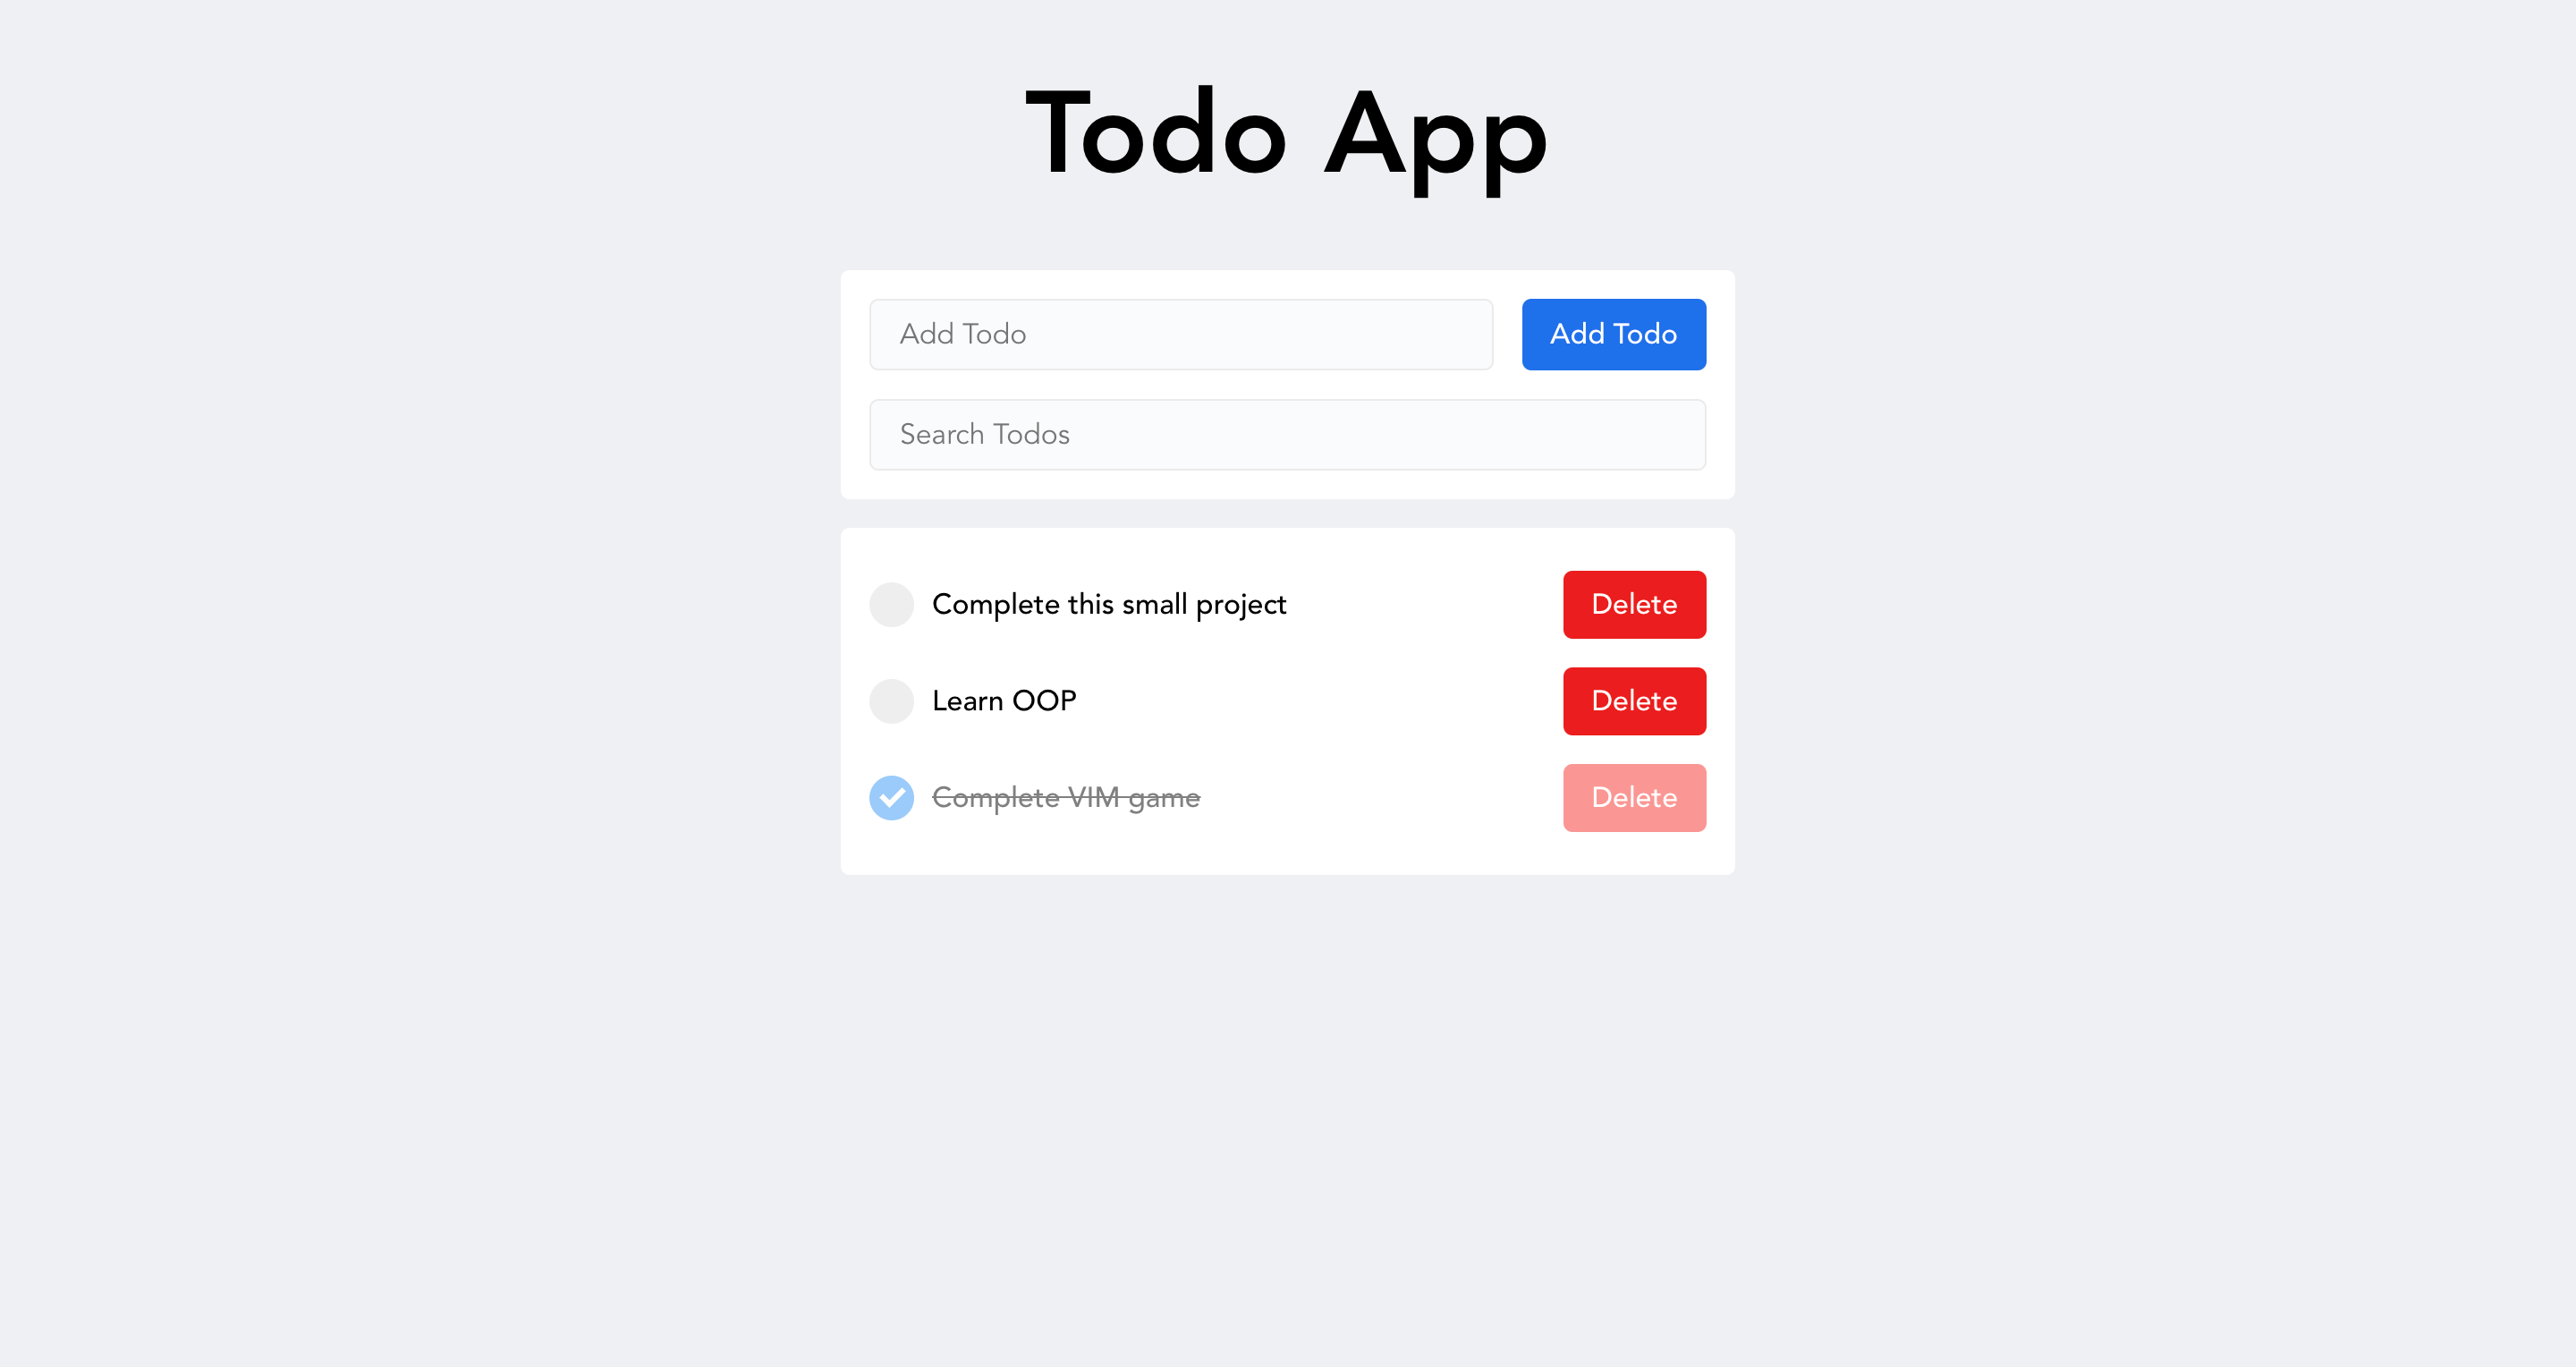 Todo App
Add Todo Add Todo
Search Todos
Complete this small project Delete
Learn OOP Delete
Complete VIM game Delete